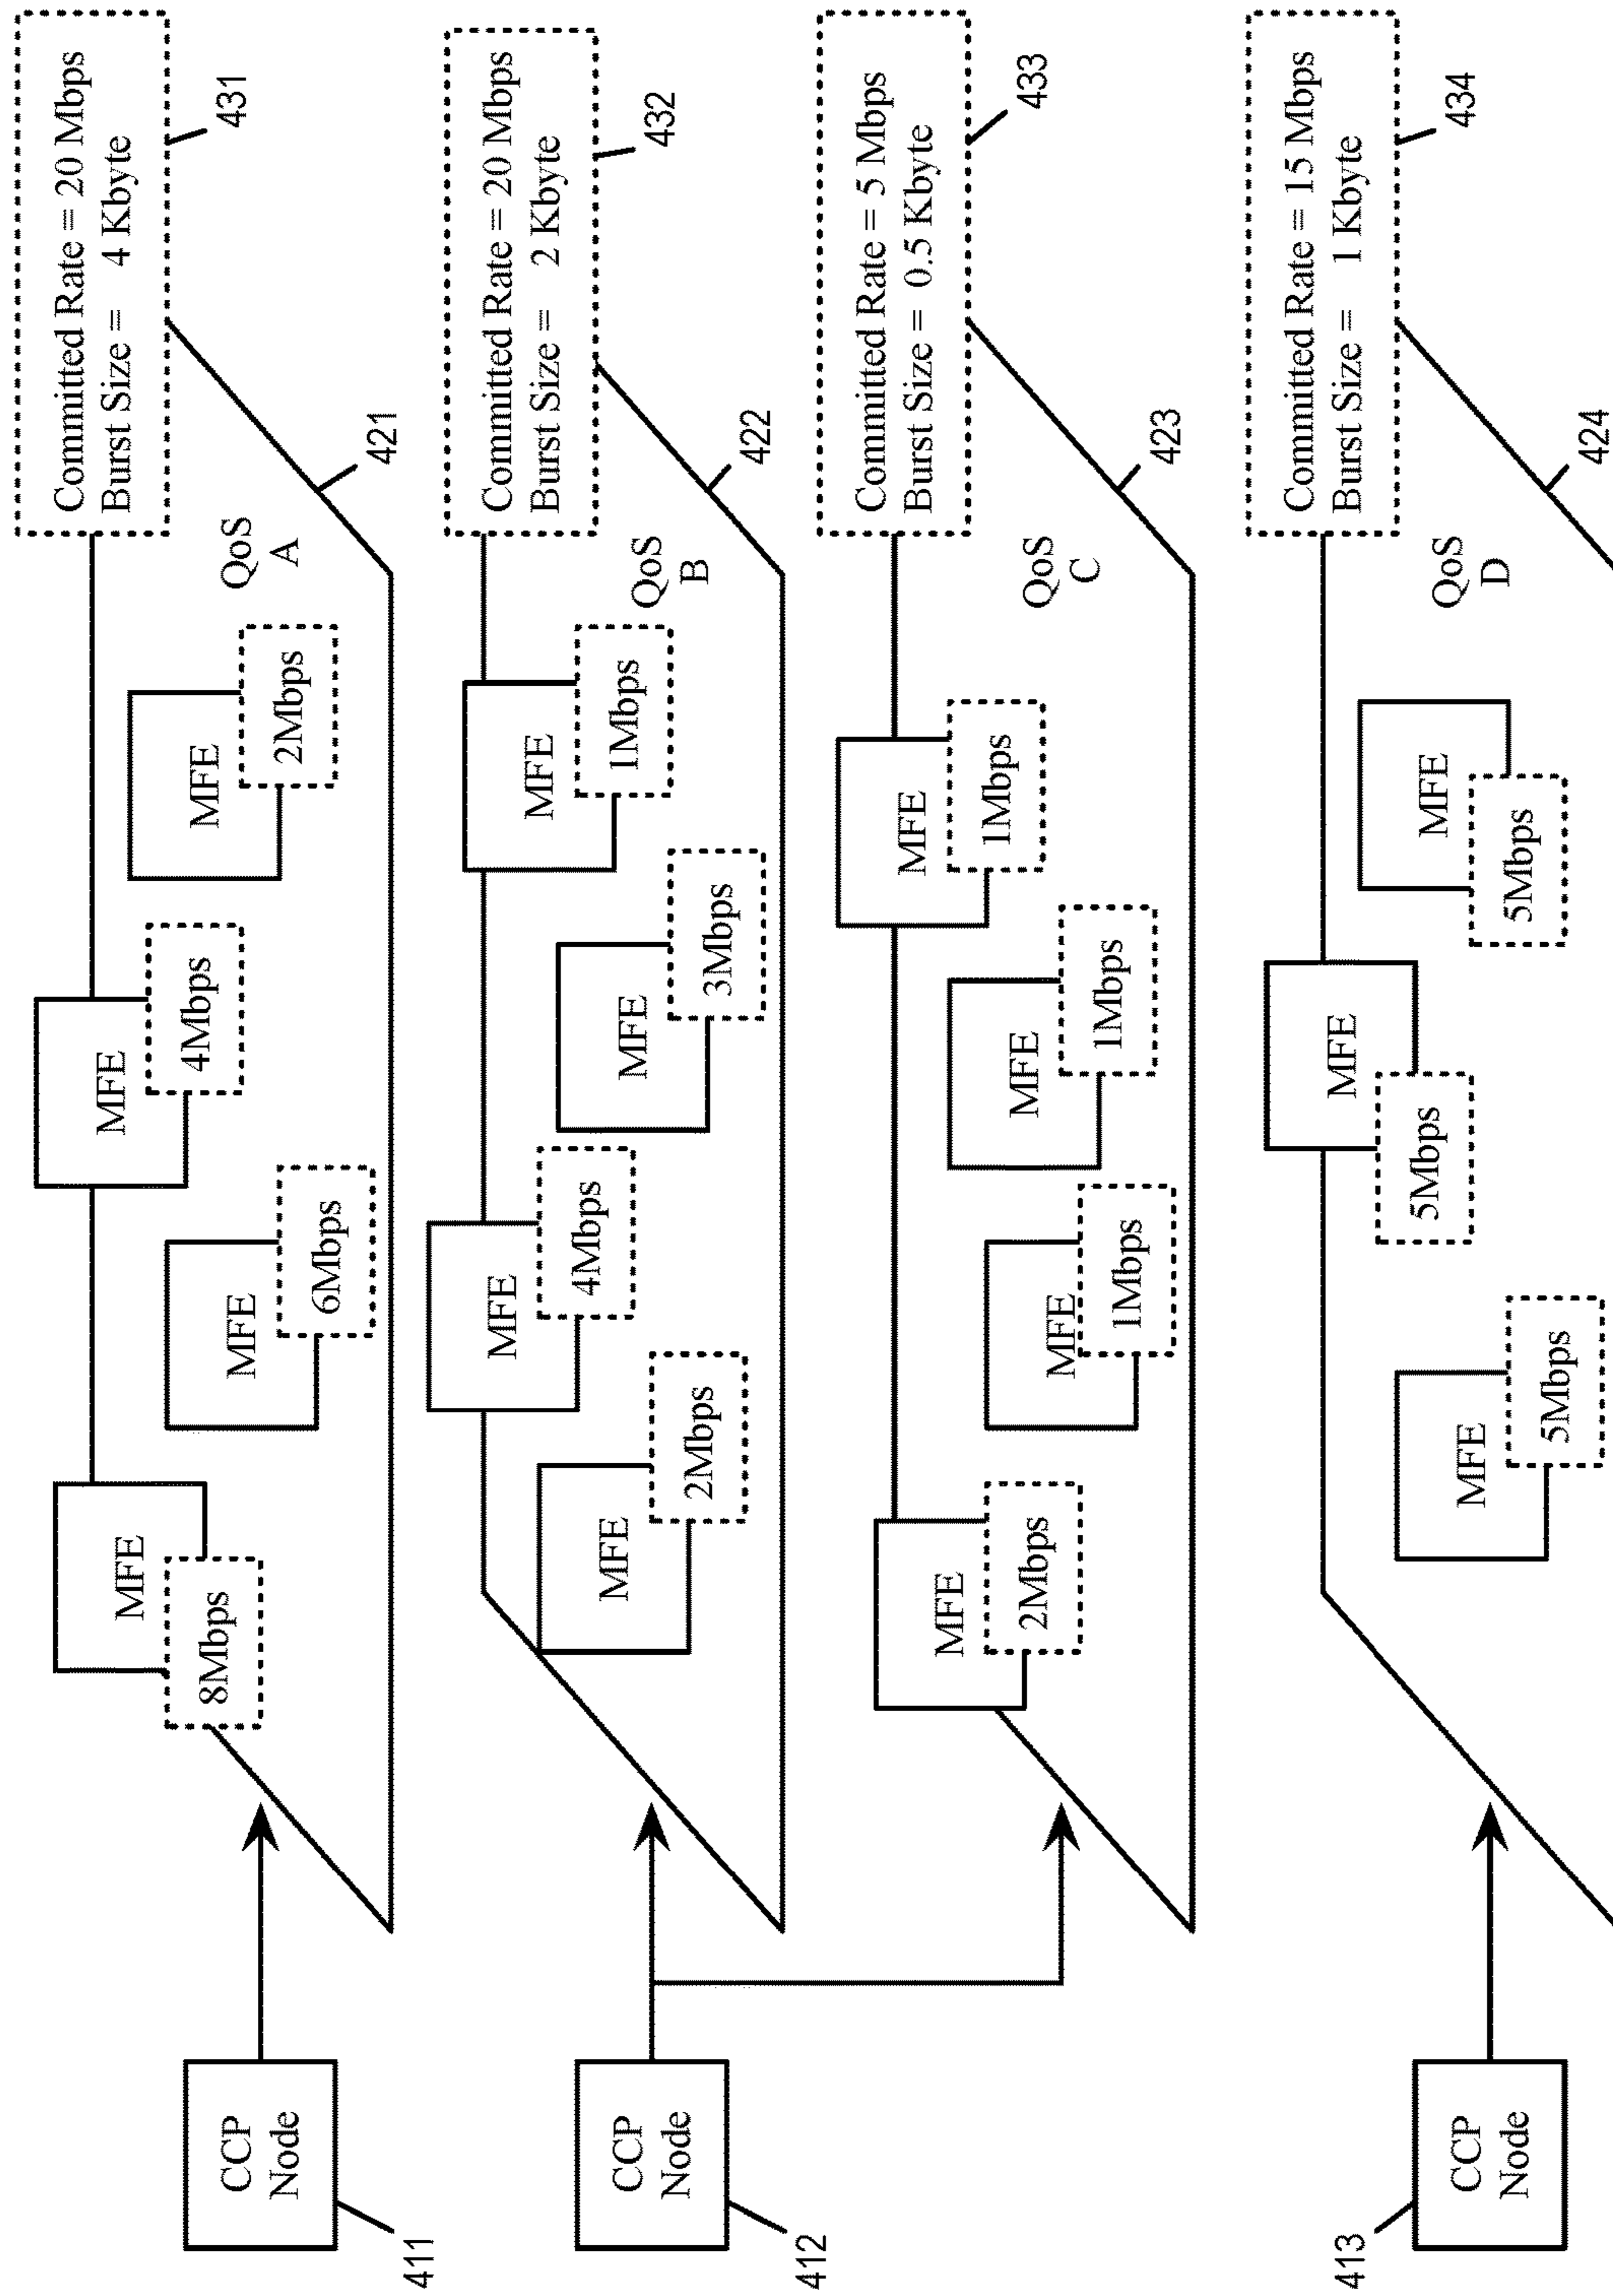 Committed Rate = 20 Mbps
Burst Size = 4 Kbyte
431
QoS
A
421
MFE
8Mbps
MFE
6Mbps
MFE
4Mbps
MFE
2Mbps
CCP
Node
411
Committed Rate = 20 Mbps
Burst Size = 2 Kbyte
432
QoS
B
422
MFE
2Mbps
MFE
4Mbps
MFE
3Mbps
MFE
1Mbps
CCP
Node
412
Committed Rate = 5 Mbps
Burst Size = 0.5 Kbyte
433
QoS
C
423
MFE
2Mbps
MFE
1Mbps
MFE
1Mbps
MFE
1Mbps
Committed Rate = 15 Mbps
Burst Size = 1 Kbyte
434
QoS
D
424
MFE
5Mbps
MFE
5Mbps
MFE
5Mbps
CCP
Node
413